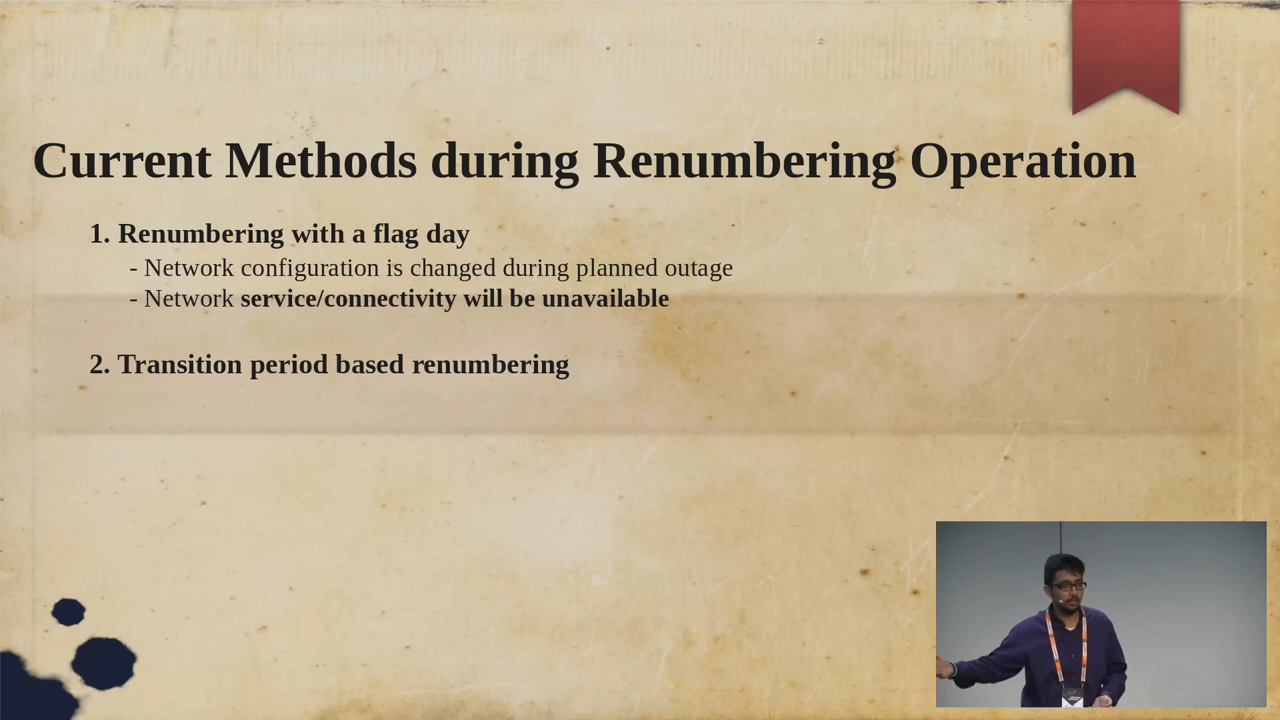 Current Methods during Renumbering Operation
1. Renumbering with a flag day
- Network configuration is changed during planned outage
- Network service/connectivity will be unavailable
2. Transition period based renumbering